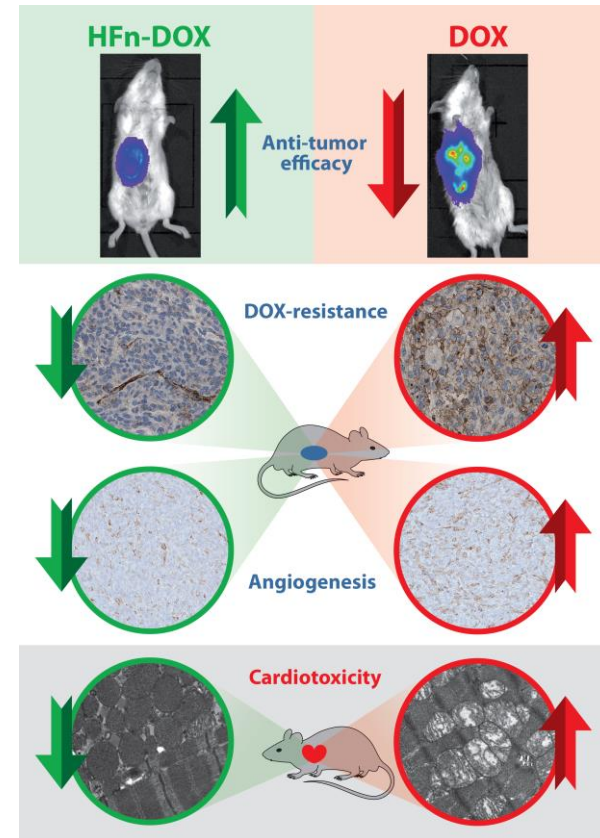 HFn-DOX
DOX
Anti-tumor
efficacy
DOX-resistance
Angiogenesis
Cardiotoxicity